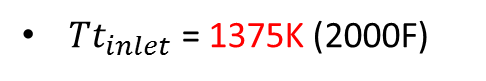 • Tt_inlet = 1375K (2000F)